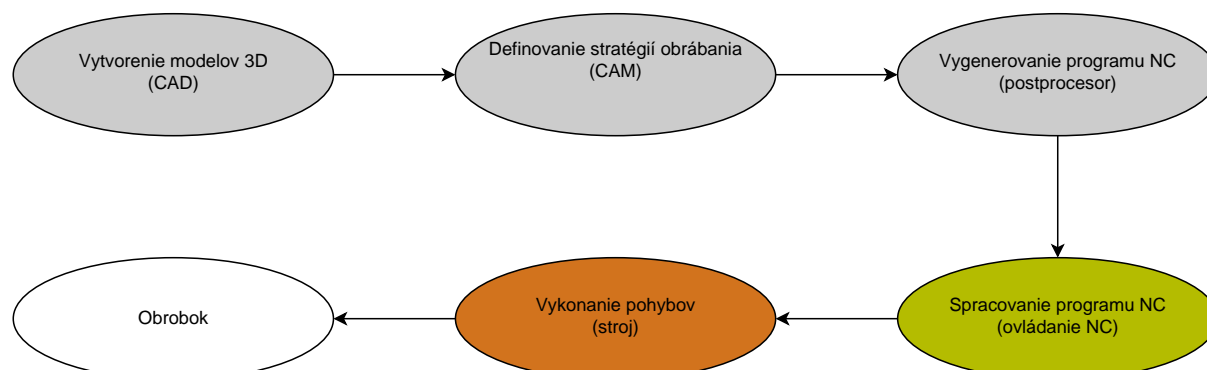 Vytvorenie modelov 3D
(CAD)
Definovanie stratégií obrábania
(CAM)
Vygenerovanie programu NC
(postprocesor)
Obrobok
Vykonanie pohybov
(stroj)
Spracovanie programu NC
(ovládanie NC)